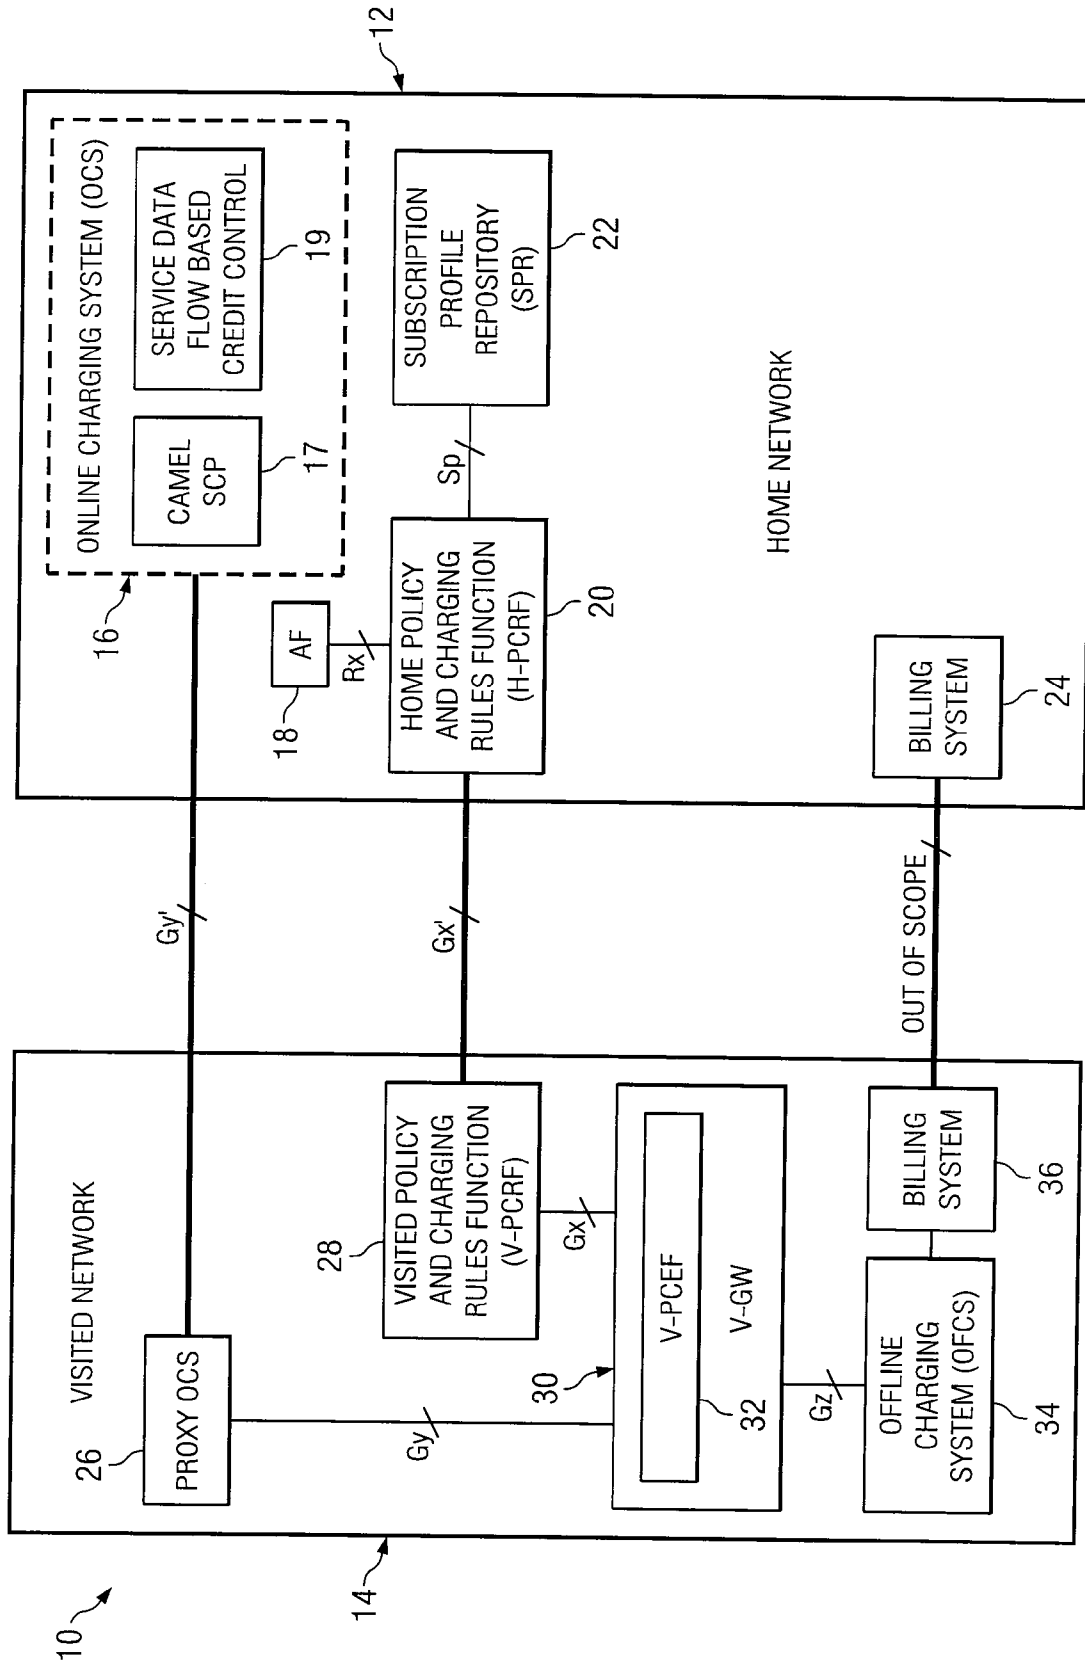 10
VISITED NETWORK
14
26
PROXY OCS
Gy
28
VISITED POLICY
AND CHARGING
RULES FUNCTION
(V-PCRF)
Gx
30
V-PCEF
32
V-GW
Gz
OFFLINE
CHARGING
SYSTEM (OFCS)
34
BILLING
SYSTEM
36
Gy'
Gx'
OUT OF SCOPE
12
ONLINE CHARGING SYSTEM (OCS)
16
CAMEL
SCP
17
SERVICE DATA
FLOW BASED
CREDIT CONTROL
19
AF
18
Rx
HOME POLICY
AND CHARGING
RULES FUNCTION
(H-PCRF)
20
Sp
SUBSCRIPTION
PROFILE
REPOSITORY
(SPR)
22
HOME NETWORK
BILLING
SYSTEM
24